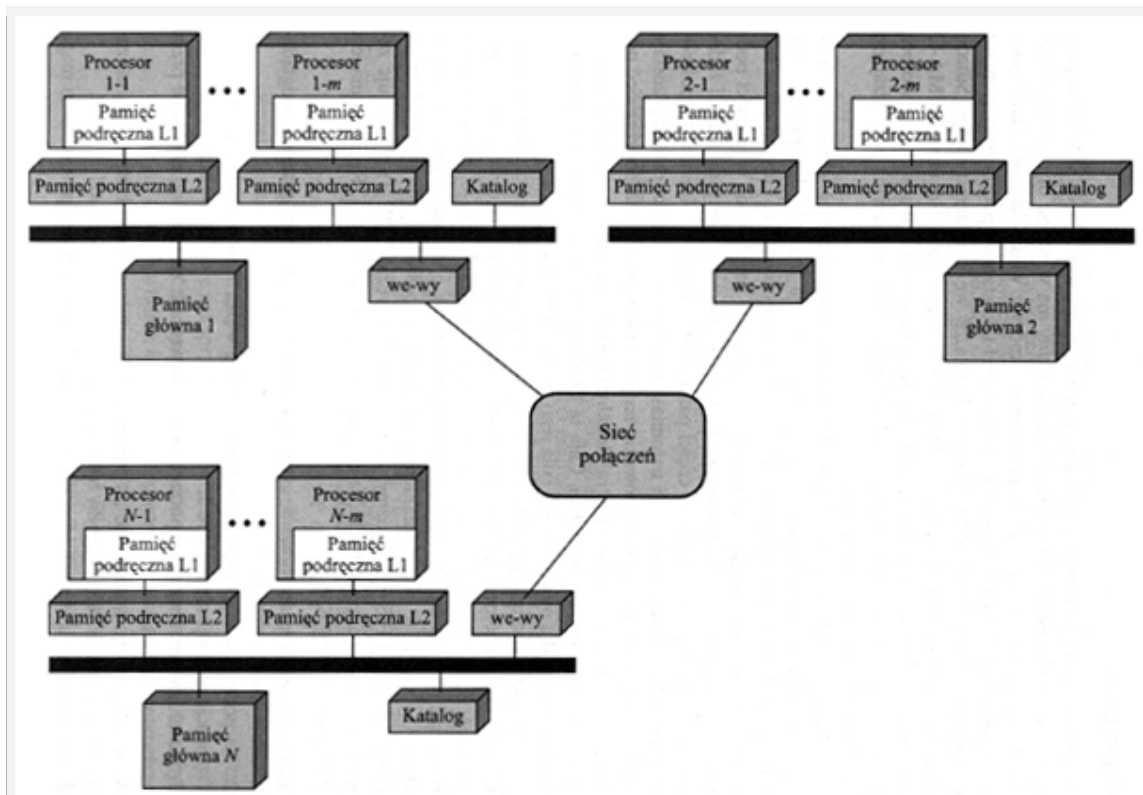 Procesor
1-1
Pamięć
podręczna L1
•••
Procesor
1-m
Pamięć
podręczna L1
Pamięć podręczna L2
Pamięć podręczna L2
Katalog
Pamięć
główna 1
we-wy
Procesor
2-1
Pamięć
podręczna L1
•••
Procesor
2-m
Pamięć
podręczna L1
Pamięć podręczna L2
Pamięć podręczna L2
Katalog
we-wy
Pamięć
główna 2
Sieć
połączeń
Procesor
N-1
Pamięć
podręczna L1
•••
Procesor
N-m
Pamięć
podręczna L1
Pamięć podręczna L2
Pamięć podręczna L2
we-wy
Pamięć
główna N
Katalog